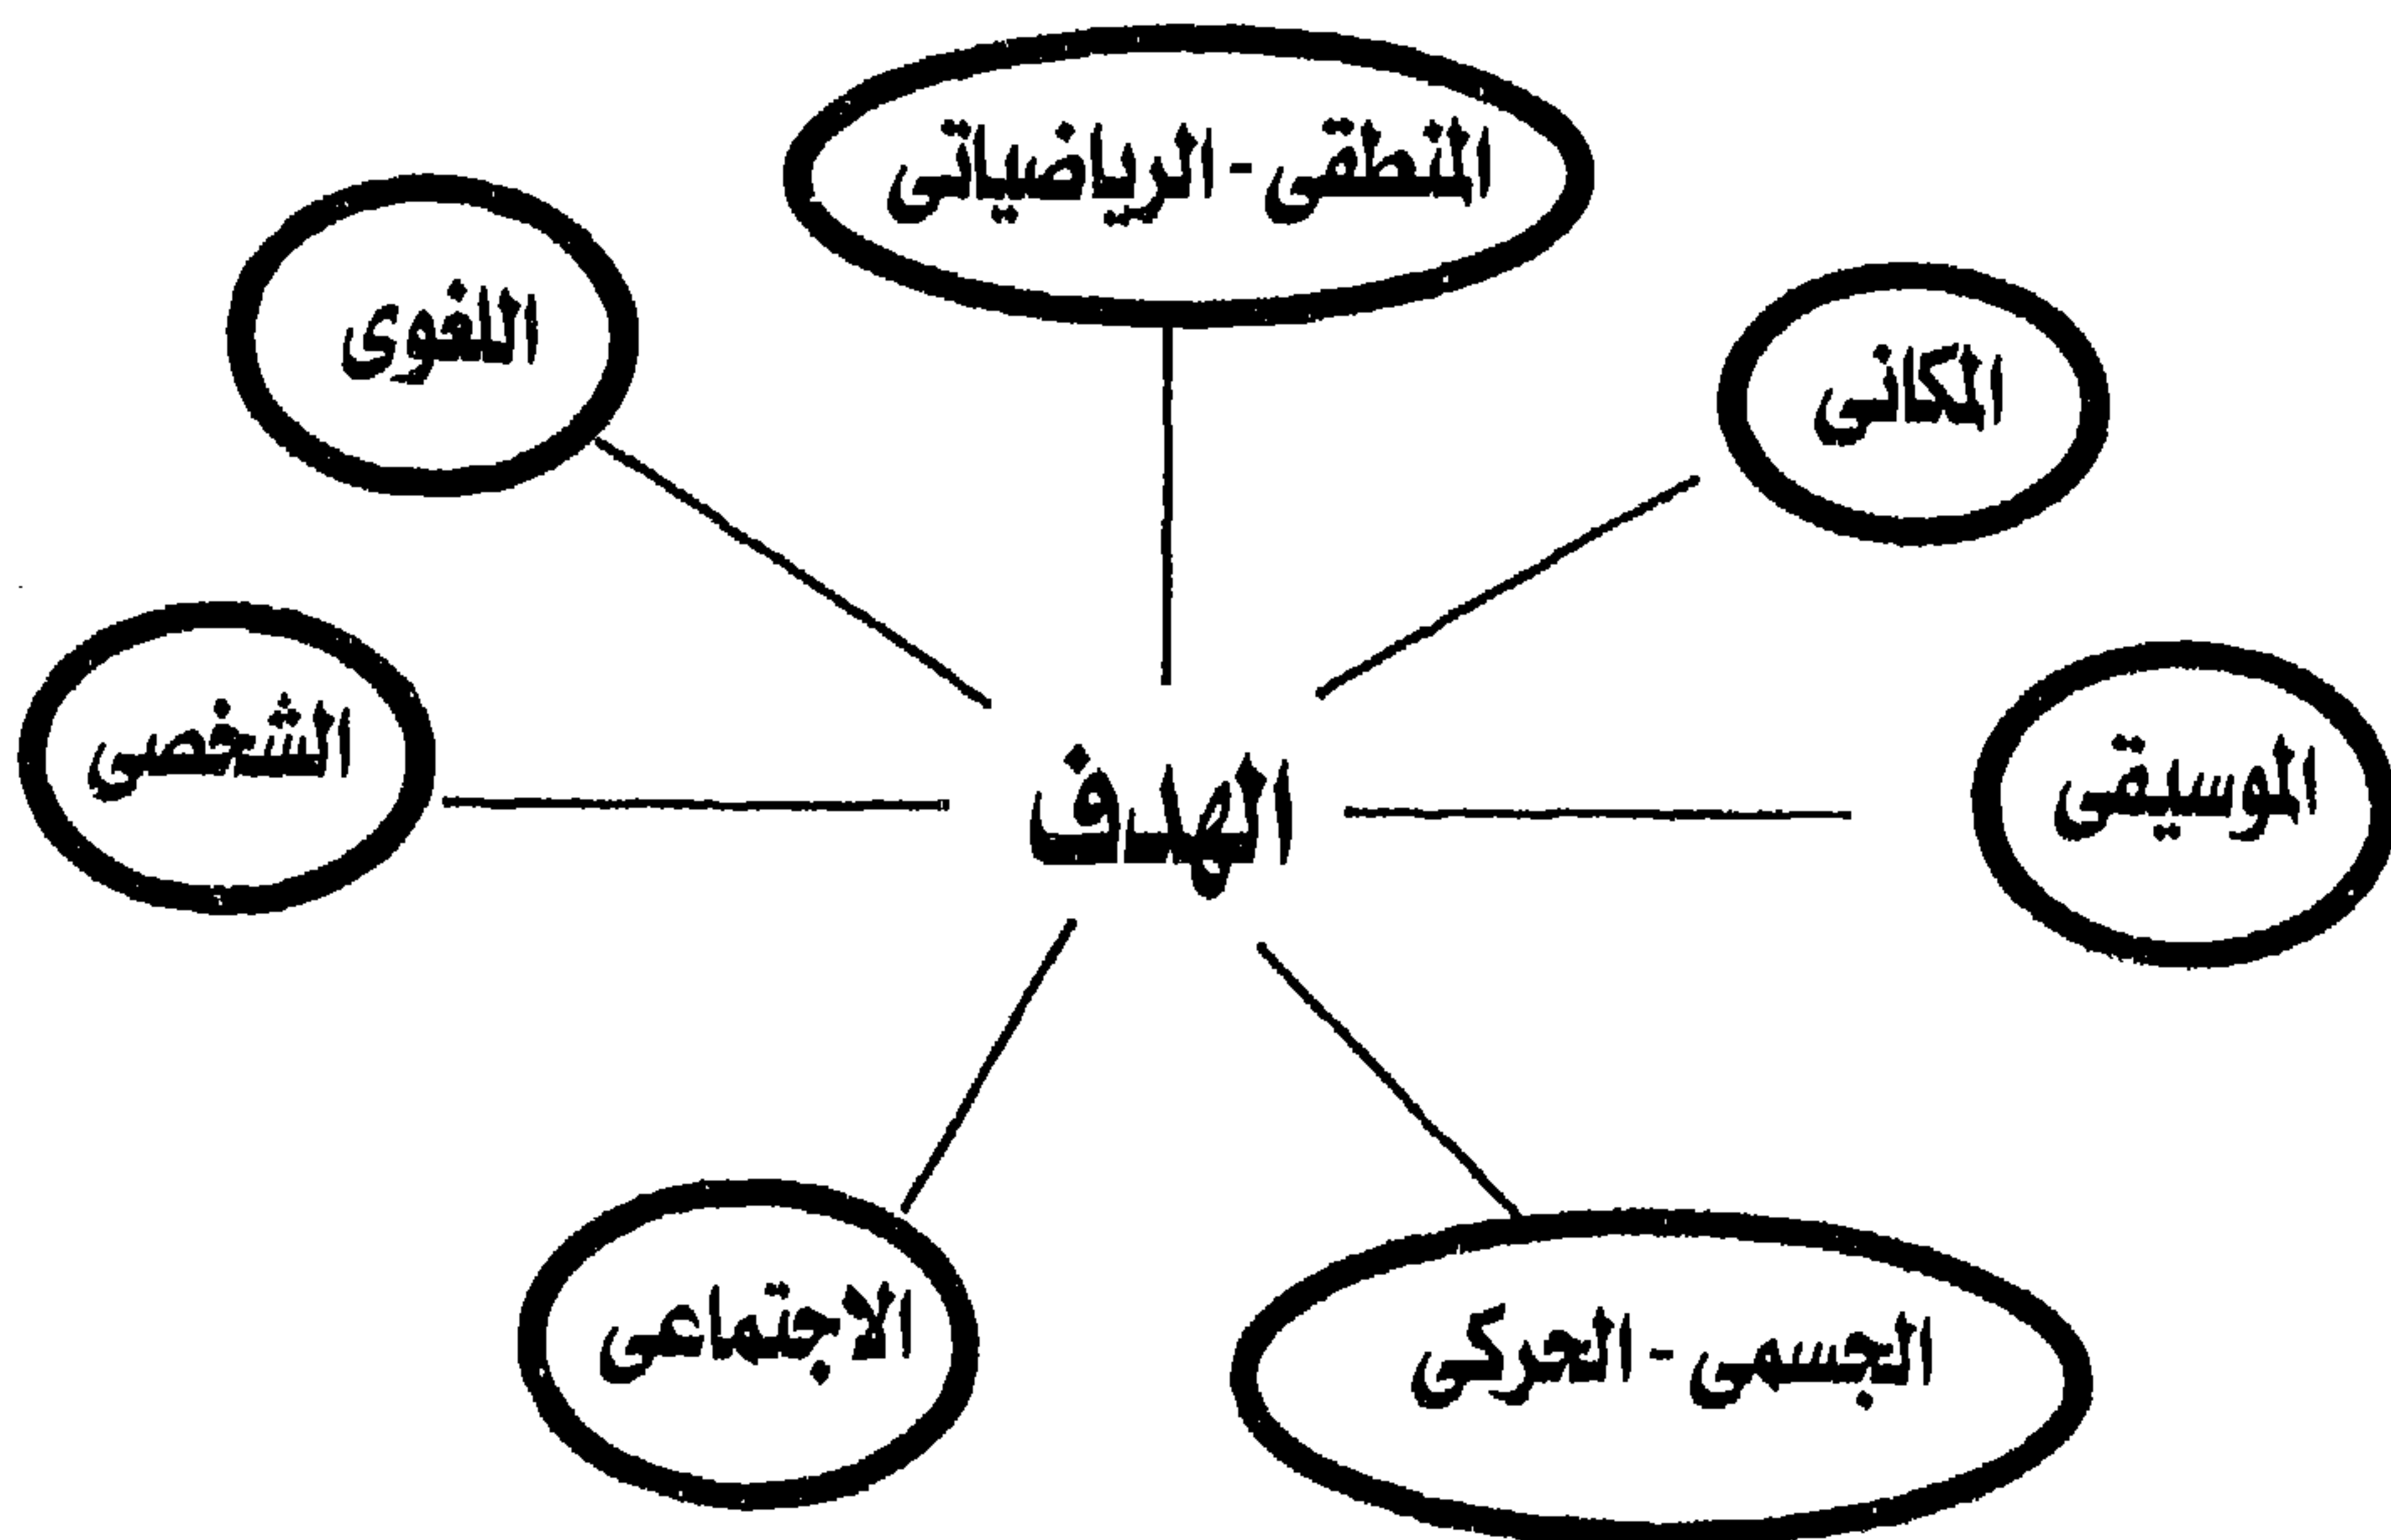 المنطقى - الرياضياتى
اللغوى
المكانى
الشخصى
الهدف
الموسيقى
الاجتماعى
الجسمى - الحركى